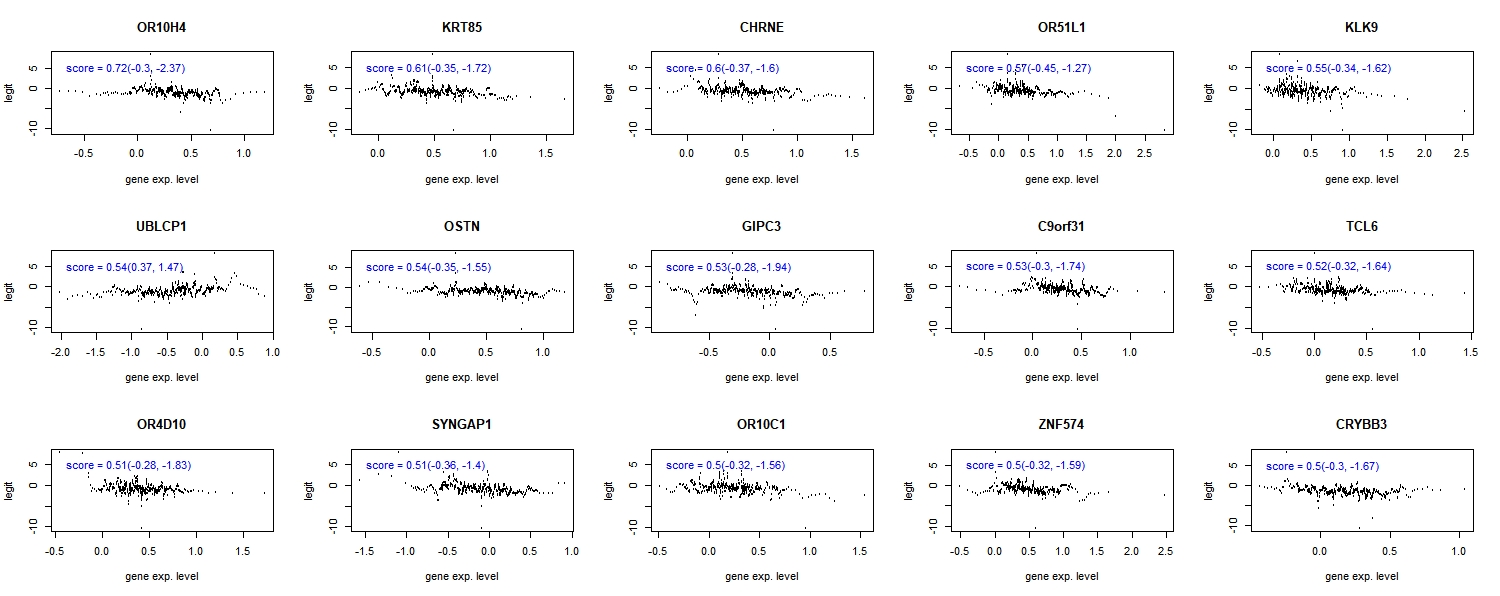 OR10H4
KRT85
CHRNE
OR51L1
KLK9
score = 0.72(-0.3, -2.37)
score = 0.61(-0.35, -1.72)
score = 0.6(-0.37, -1.6)
score = 0.57(-0.45, -1.27)
score = 0.55(-0.34, -1.62)
legit
5
0
-10
legit
5
0
-10
legit
5
0
-10
legit
5
0
-10
legit
5
0
-10
-0.5 0.0 0.5 1.0
0.0 0.5 1.0 1.5
0.0 0.5 1.0 1.5
-0.5 0.0 0.5 1.0 1.5 2.0 2.5
0.0 0.5 1.0 1.5 2.0 2.5
gene exp. level
gene exp. level
gene exp. level
gene exp. level
gene exp. level
UBLCP1
OSTN
GIPC3
C9orf31
TCL6
score = 0.54(0.37, 1.47)
score = 0.54(-0.35, -1.55)
score = 0.53(-0.28, -1.94)
score = 0.53(-0.3, -1.74)
score = 0.52(-0.32, -1.64)
legit
5
0
-10
legit
5
0
-10
legit
5
0
-10
legit
5
0
-10
legit
5
0
-10
-2.0 -1.5 -1.0 -0.5 0.0 0.5 1.0
-0.5 0.0 0.5 1.0
-0.5 0.0 0.5
-0.5 0.0 0.5 1.0
-0.5 0.0 0.5 1.0 1.5
gene exp. level
gene exp. level
gene exp. level
gene exp. level
gene exp. level
OR4D10
SYNGAP1
OR10C1
ZNF574
CRYBB3
score = 0.51(-0.28, -1.83)
score = 0.51(-0.36, -1.4)
score = 0.5(-0.32, -1.56)
score = 0.5(-0.32, -1.59)
score = 0.5(-0.3, -1.67)
legit
5
0
-10
legit
5
0
-10
legit
5
0
-10
legit
5
0
-10
legit
5
0
-10
-0.5 0.0 0.5 1.0 1.5
-1.5 -1.0 -0.5 0.0 0.5 1.0
-0.5 0.0 0.5 1.0 1.5
-0.5 0.0 0.5 1.0 1.5 2.0 2.5
0.0 0.5 1.0
gene exp. level
gene exp. level
gene exp. level
gene exp. level
gene exp. level